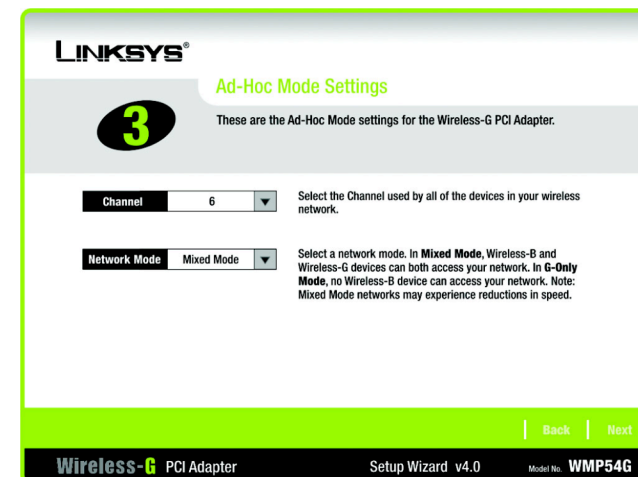 LINKSYS®
Ad-Hoc Mode Settings
3
These are the Ad-Hoc Mode settings for the Wireless-G PCI Adapter.
Channel 6
Select the Channel used by all of the devices in your wireless
network.
Network Mode Mixed Mode
Select a network mode. In Mixed Mode, Wireless-B and
Wireless-G devices can both access your network. In G-Only
Mode, no Wireless-B device can access your network. Note:
Mixed Mode networks may experience reductions in speed.
Back Next
Wireless-G PCI Adapter Setup Wizard v4.0 Model No. WMP54G